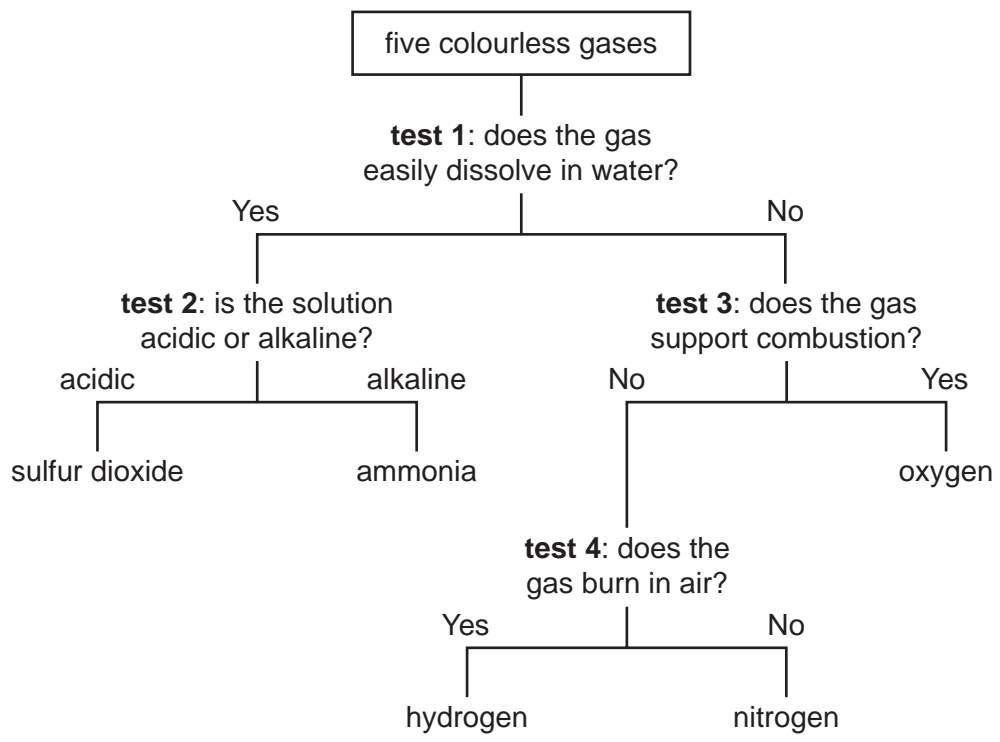 five colourless gases
test 1: does the gas
easily dissolve in water?
Yes
No
test 2: is the solution
acidic or alkaline?
test 3: does the gas
support combustion?
acidic
alkaline
No
Yes
sulfur dioxide
ammonia
oxygen
test 4: does the
gas burn in air?
Yes
No
hydrogen
nitrogen